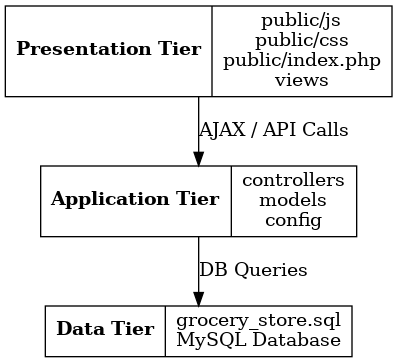 Presentation Tier
public/js
public/css
public/index.php
views
AJAX / API Calls
Application Tier
controllers
models
config
DB Queries
Data Tier
grocery_store.sql
MySQL Database